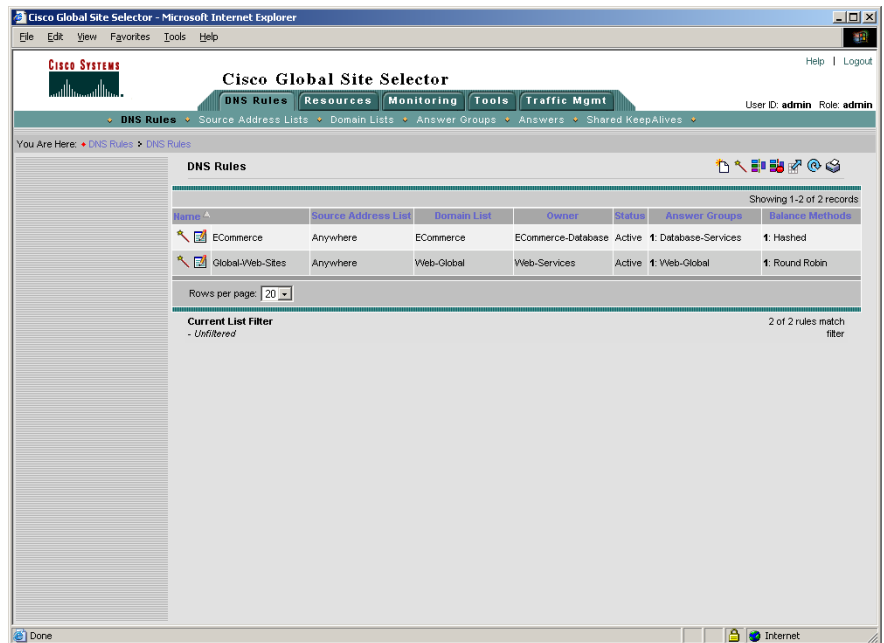 Cisco Global Site Selector - Microsoft Internet Explorer
File Edit View Favorites Tools Help
Help | Logout
CISCO SYSTEMS
Cisco Global Site Selector
DNS Rules Resources Monitoring Tools Traffic Mgmt
User ID: admin Role: admin
DNS Rules Source Address Lists Domain Lists Answer Groups Answers Shared KeepAlives
You Are Here: DNS Rules > DNS Rules
DNS Rules
Showing 1-2 of 2 records
Name Source Address List Domain List Owner Status Answer Groups Balance Methods
ECommerce Anywhere ECommerce ECommerce-Database Active 1: Database-Services 1: Hashed
Global-Web-Sites Anywhere Web-Global Web-Services Active 1: Web-Global 1: Round Robin
Rows per page: 20
Current List Filter 2 of 2 rules match
- Unfiltered filter
Done Internet